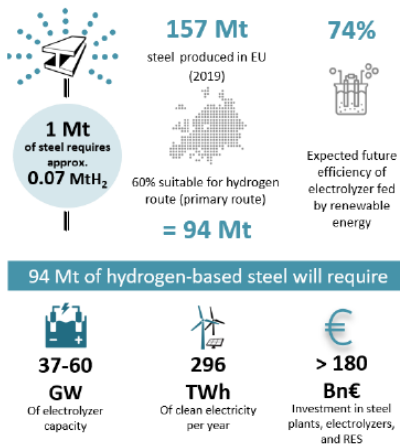 157 Mt
steel produced in EU
(2019)
74%
1 Mt
of steel requires
approx.
0.07 MtH₂
60% suitable for hydrogen
route (primary route)
= 94 Mt
Expected future
efficiency of
electrolyzer fed
by renewable
energy
94 Mt of hydrogen-based steel will require
37-60
GW
Of electrolyzer
capacity
296
TWh
Of clean electricity
per year
€
> 180
Bn€
Investment in steel
plants, electrolyzers,
and RES